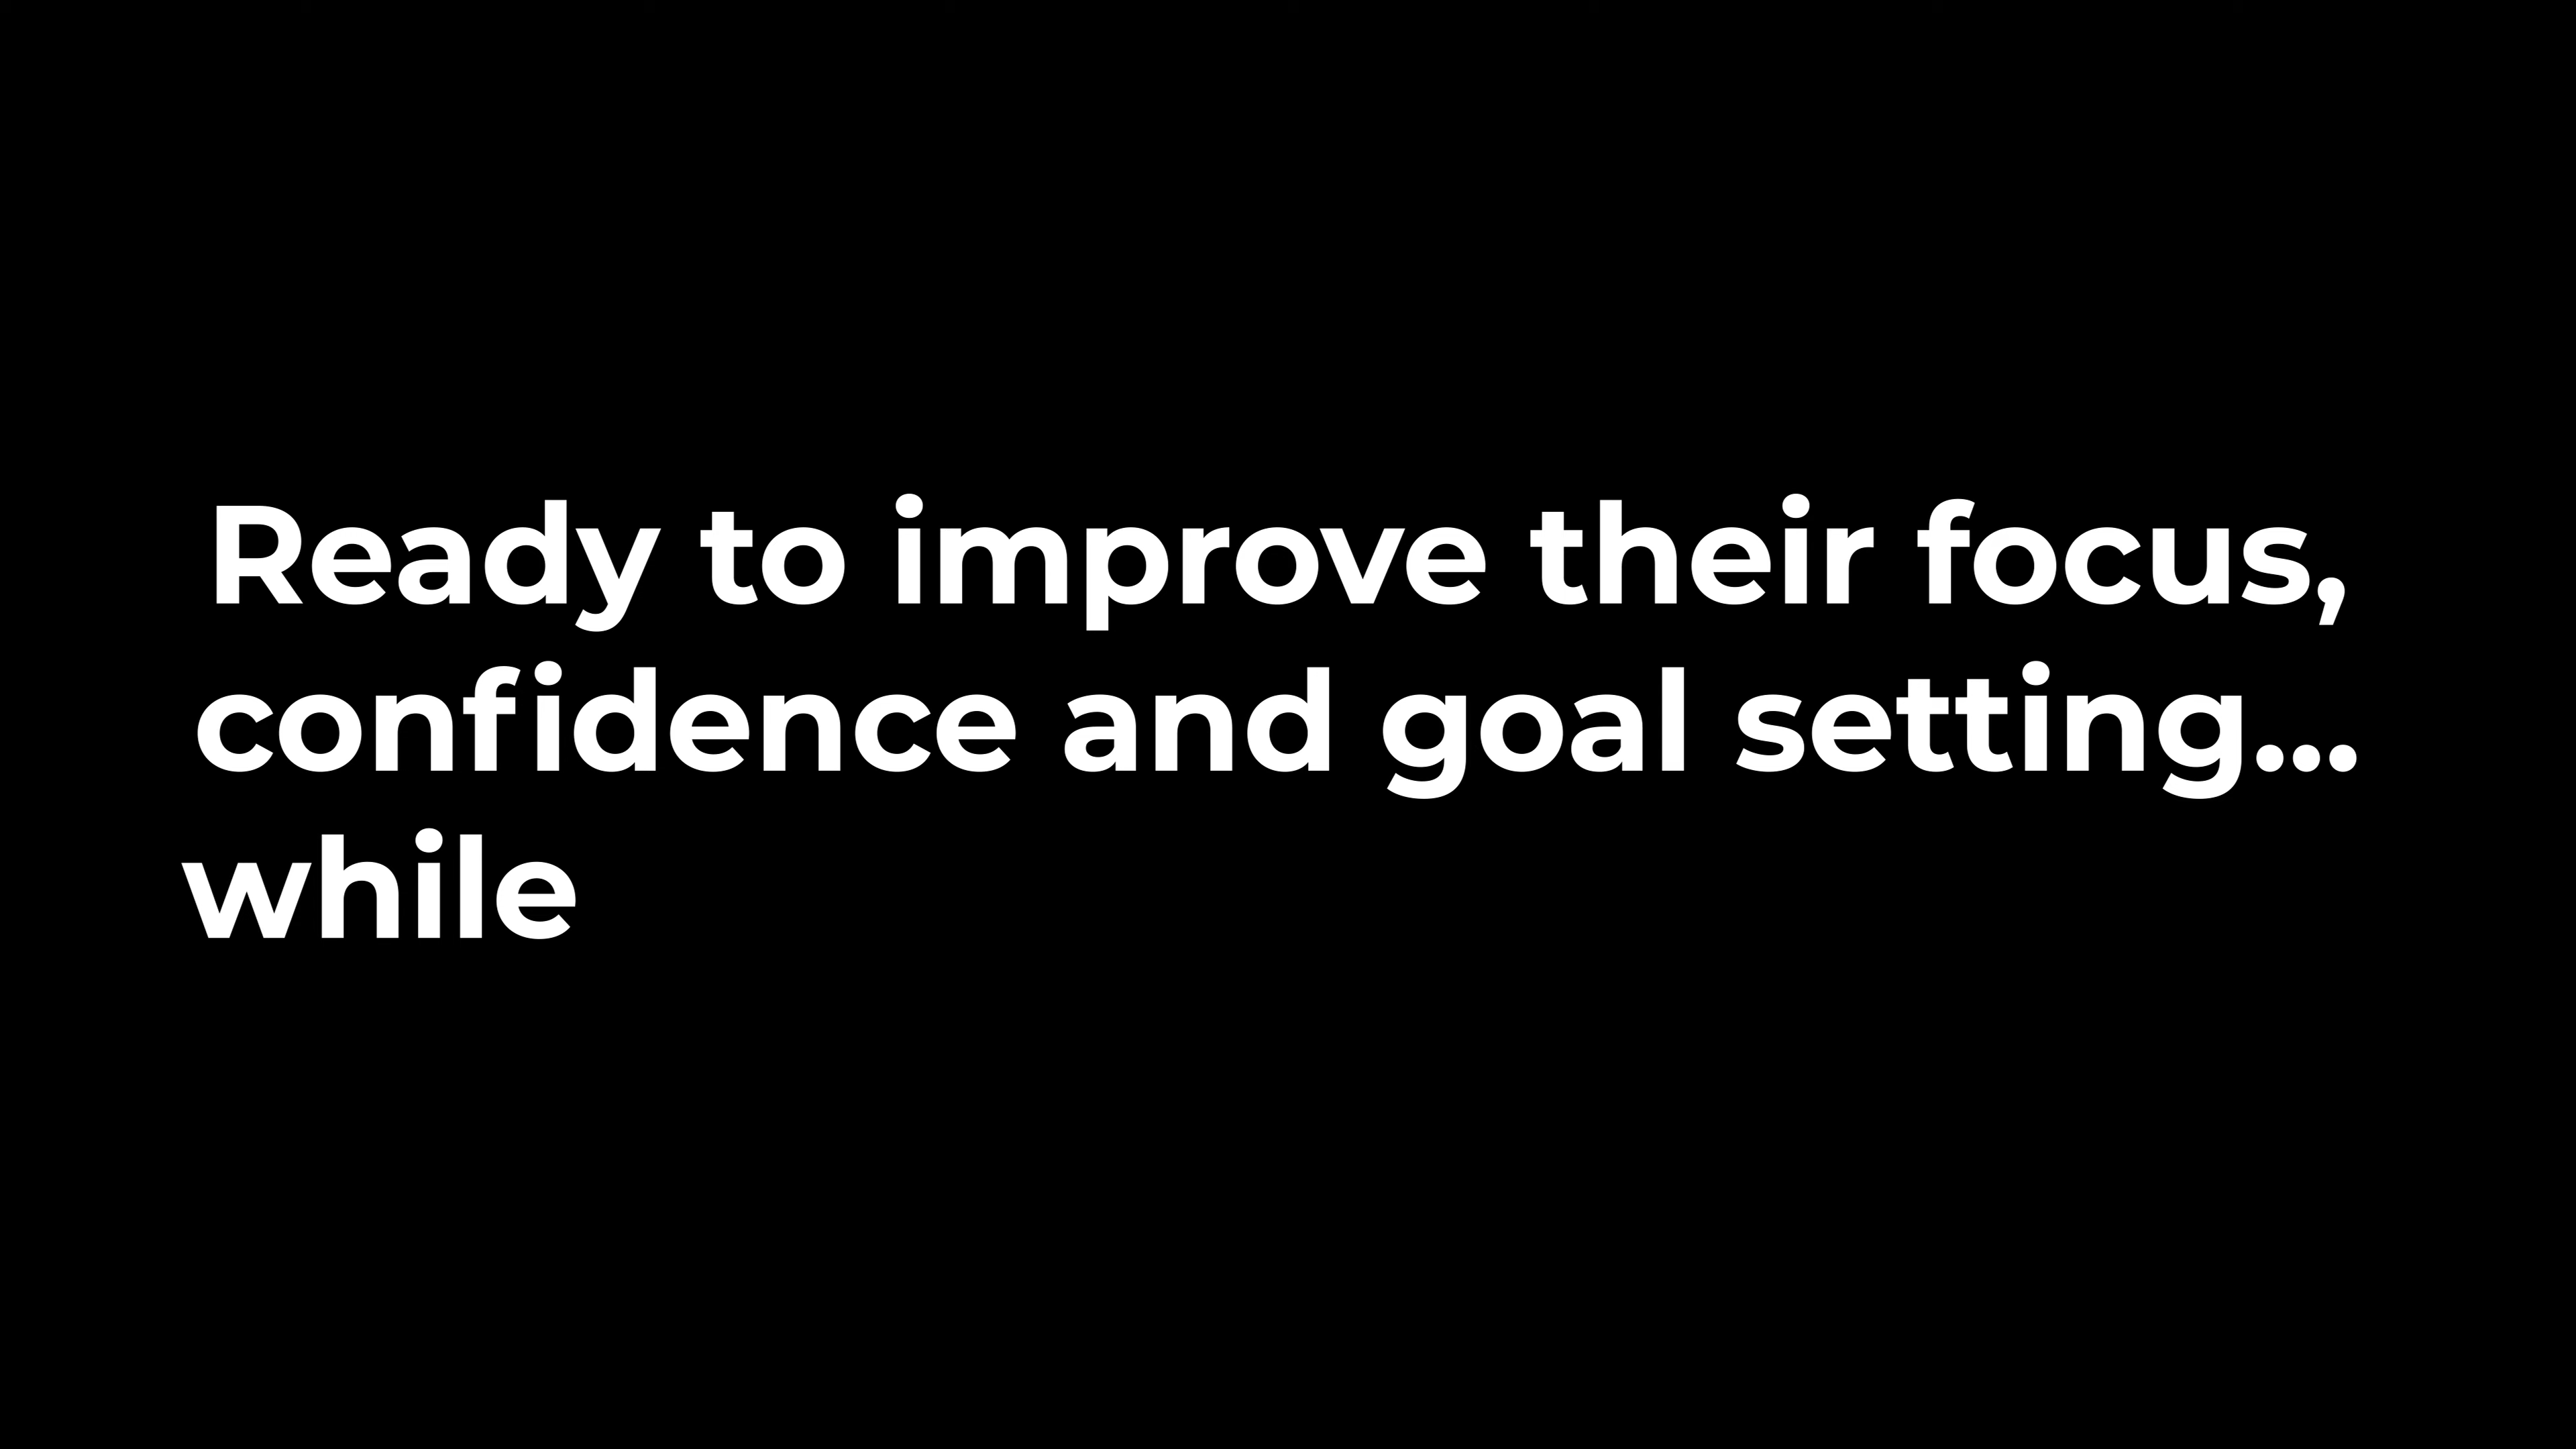 Ready to improve their focus,
confidence and goal setting...
while